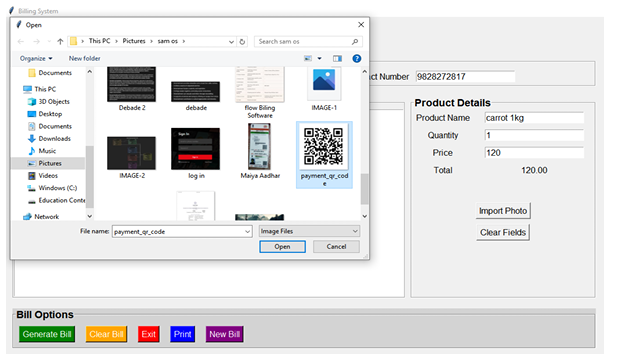 Billing System
Open
This PC > Pictures > sam os >
Search sam os
Organize
New folder
Documents
This PC
3D Objects
Desktop
Documents
Downloads
Music
Pictures
Videos
Windows (C:)
Education Conte
Network
Debade 2
debade
flow Biling Software
IMAGE-1
IMAGE-2
log in
Maiya Aadhar
payment_qr_cod
e
File name:
payment_qr_code
Image Files
Open
Cancel
ct Number
9828272817
Product Details
Product Name
carrot 1kg
Quantity
1
Price
120
Total
120.00
Import Photo
Clear Fields
Bill Options
Generate Bill
Clear Bill
Exit
Print
New Bill